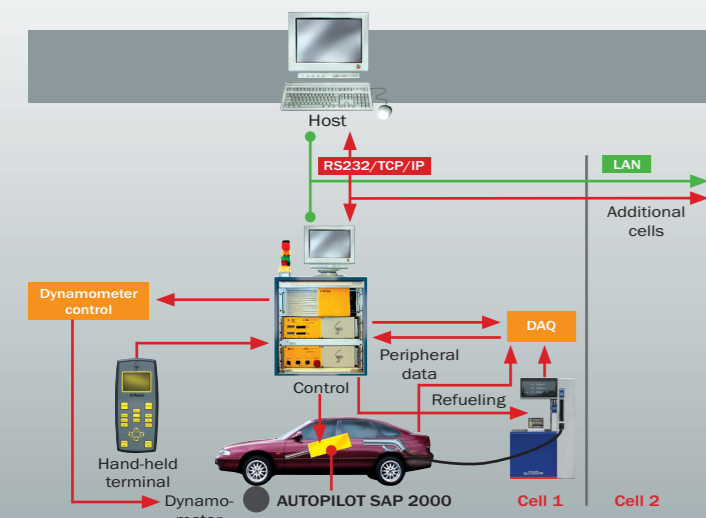 Host
RS232/TCP/IP
LAN
Additional
cells
Dynamometer
control
DAQ
Peripheral
data
Control
Refueling
Hand-held
terminal
Dynamo-
meter
AUTOPILOT SAP 2000
Cell 1
Cell 2